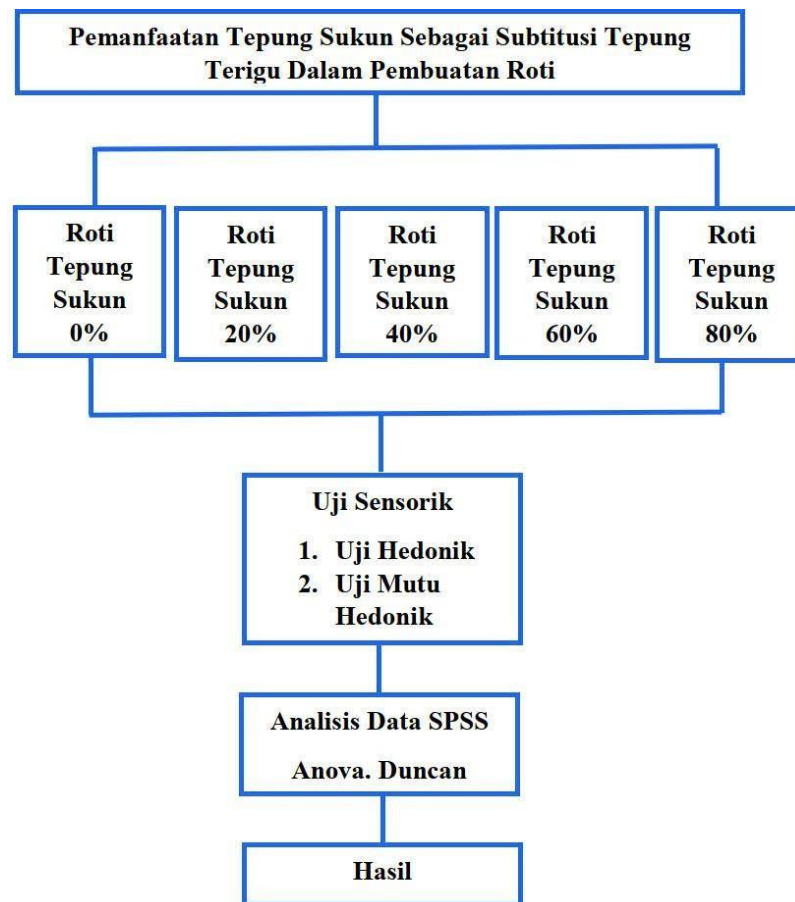 Pemanfaatan Tepung Sukun Sebagai Subtitusi Tepung
Terigu Dalam Pembuatan Roti
Roti
Tepung
Sukun
0%
Roti
Tepung
Sukun
20%
Roti
Tepung
Sukun
40%
Roti
Tepung
Sukun
60%
Roti
Tepung
Sukun
80%
Uji Sensorik
1. Uji Hedonik
2. Uji Mutu
Hedonik
Analisis Data SPSS
Anova. Duncan
Hasil